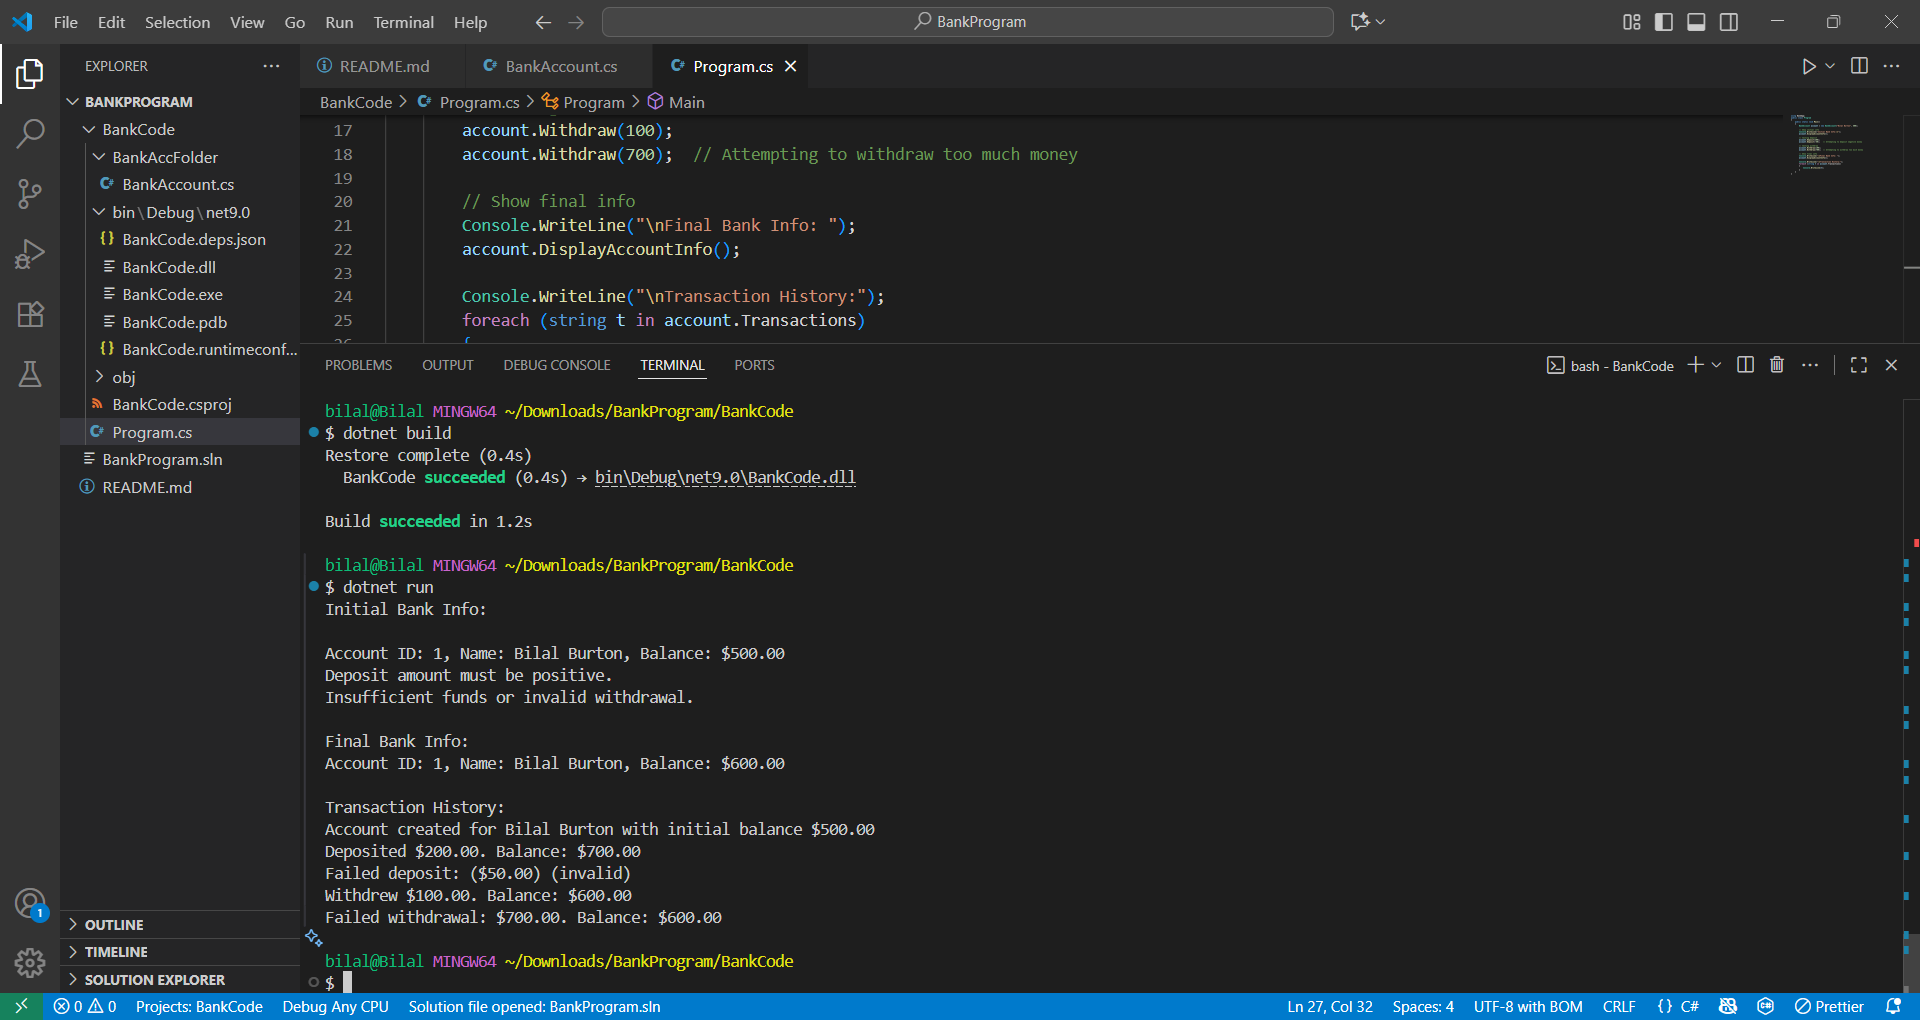 File Edit Selection View Go Run Terminal Help
BankProgram
EXPLORER
BANKPROGRAM
BankCode
BankAccFolder
C# BankAccount.cs
bin\Debug\net9.0
{} BankCode.deps.json
BankCode.dll
BankCode.exe
BankCode.pdb
{} BankCode.runtimeconf...
obj
BankCode.csproj
C# Program.cs
BankProgram.sln
README.md
1
OUTLINE
TIMELINE
SOLUTION EXPLORER
README.md
C# BankAccount.cs
C# Program.cs
BankCode > C# Program.cs > Program > Main
17 account.Withdraw(100);
18 account.Withdraw(700);  // Attempting to withdraw too much money
19
20 // Show final info
21 Console.WriteLine("\nFinal Bank Info: ");
22 account.DisplayAccountInfo();
23
24 Console.WriteLine("\nTransaction History:");
25 foreach (string t in account.Transactions)
26 {
PROBLEMS OUTPUT DEBUG CONSOLE TERMINAL PORTS
bash - BankCode
bilal@Bilal MINGW64 ~/Downloads/BankProgram/BankCode
$ dotnet build
Restore complete (0.4s)
BankCode succeeded (0.4s) → bin\Debug\net9.0\BankCode.dll
Build succeeded in 1.2s
bilal@Bilal MINGW64 ~/Downloads/BankProgram/BankCode
$ dotnet run
Initial Bank Info:
Account ID: 1, Name: Bilal Burton, Balance: $500.00
Deposit amount must be positive.
Insufficient funds or invalid withdrawal.
Final Bank Info:
Account ID: 1, Name: Bilal Burton, Balance: $600.00
Transaction History:
Account created for Bilal Burton with initial balance $500.00
Deposited $200.00. Balance: $700.00
Failed deposit: ($50.00) (invalid)
Withdrew $100.00. Balance: $600.00
Failed withdrawal: $700.00. Balance: $600.00
bilal@Bilal MINGW64 ~/Downloads/BankProgram/BankCode
$
0 0 Projects: BankCode Debug Any CPU Solution file opened: BankProgram.sln Ln 27, Col 32 Spaces: 4 UTF-8 with BOM CRLF {} C# Prettier